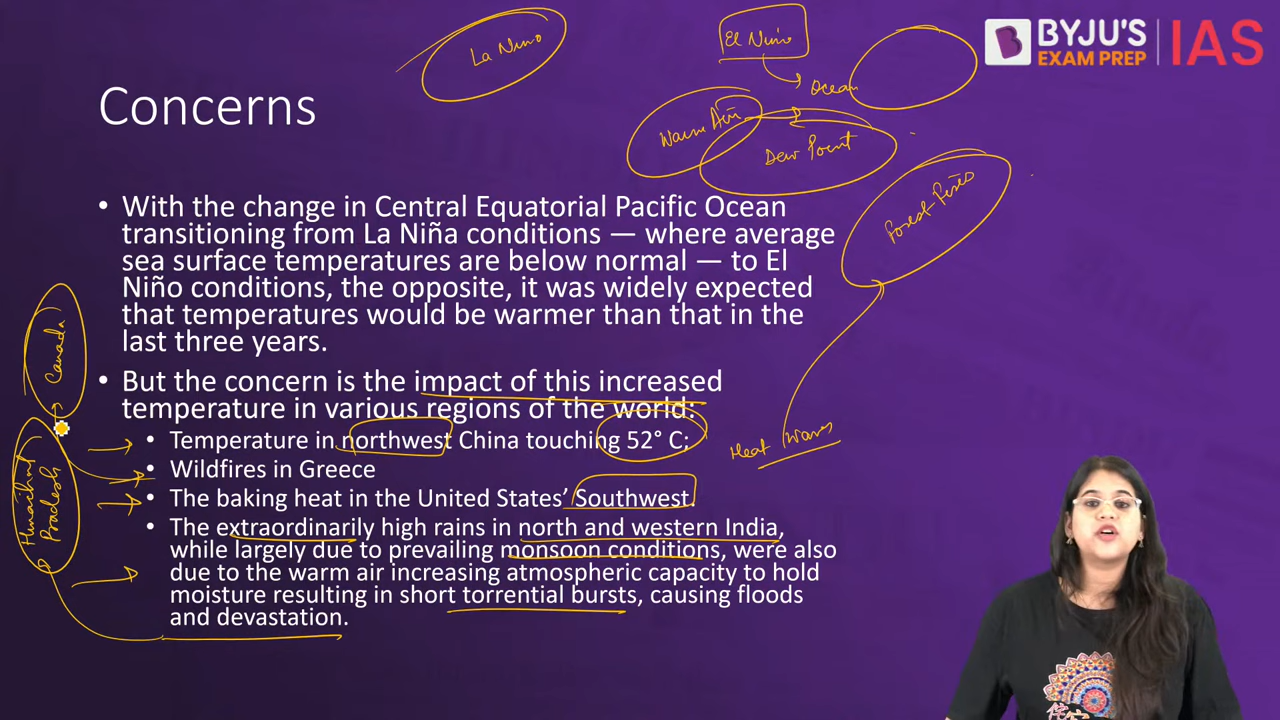 La Nino
El Niño
BYJU'S
EXAM PREP
IAS
Ocean
Concerns
Warm Air
Dew Point
Forest Fires
• With the change in Central Equatorial Pacific Ocean
transitioning from La Niña conditions — where average
sea surface temperatures are below normal — to El
Niño conditions, the opposite, it was widely expected
that temperatures would be warmer than that in the
last three years.
Canada
• But the concern is the impact of this increased
temperature in various regions of the world:
• Temperature in northwest China touching 52° C;
Heat Waves
• Wildfires in Greece
• The baking heat in the United States' Southwest.
Himachal
Pradesh
• The extraordinarily high rains in north and western India,
while largely due to prevailing monsoon conditions, were also
due to the warm air increasing atmospheric capacity to hold
moisture resulting in short torrential bursts, causing floods
and devastation.